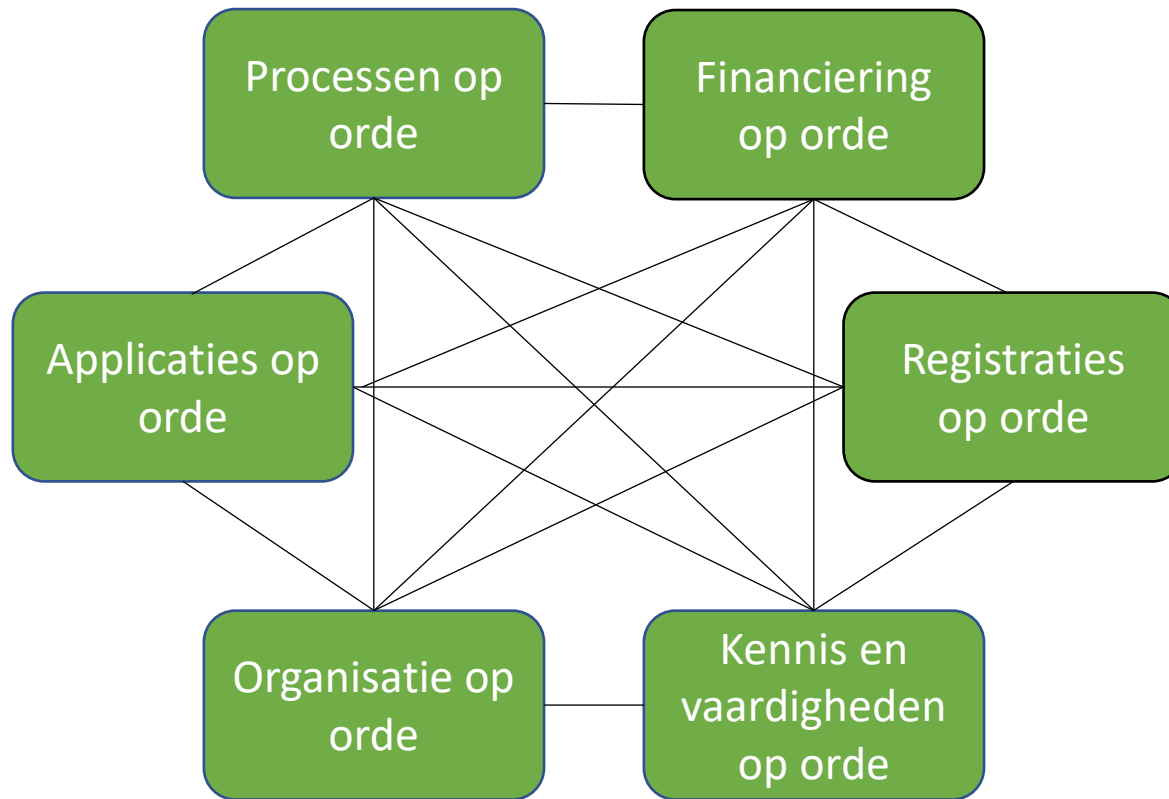 Processen op
orde
Financiering
op orde
Applicaties op
orde
Registraties
op orde
Organisatie op
orde
Kennis en
vaardigheden
op orde